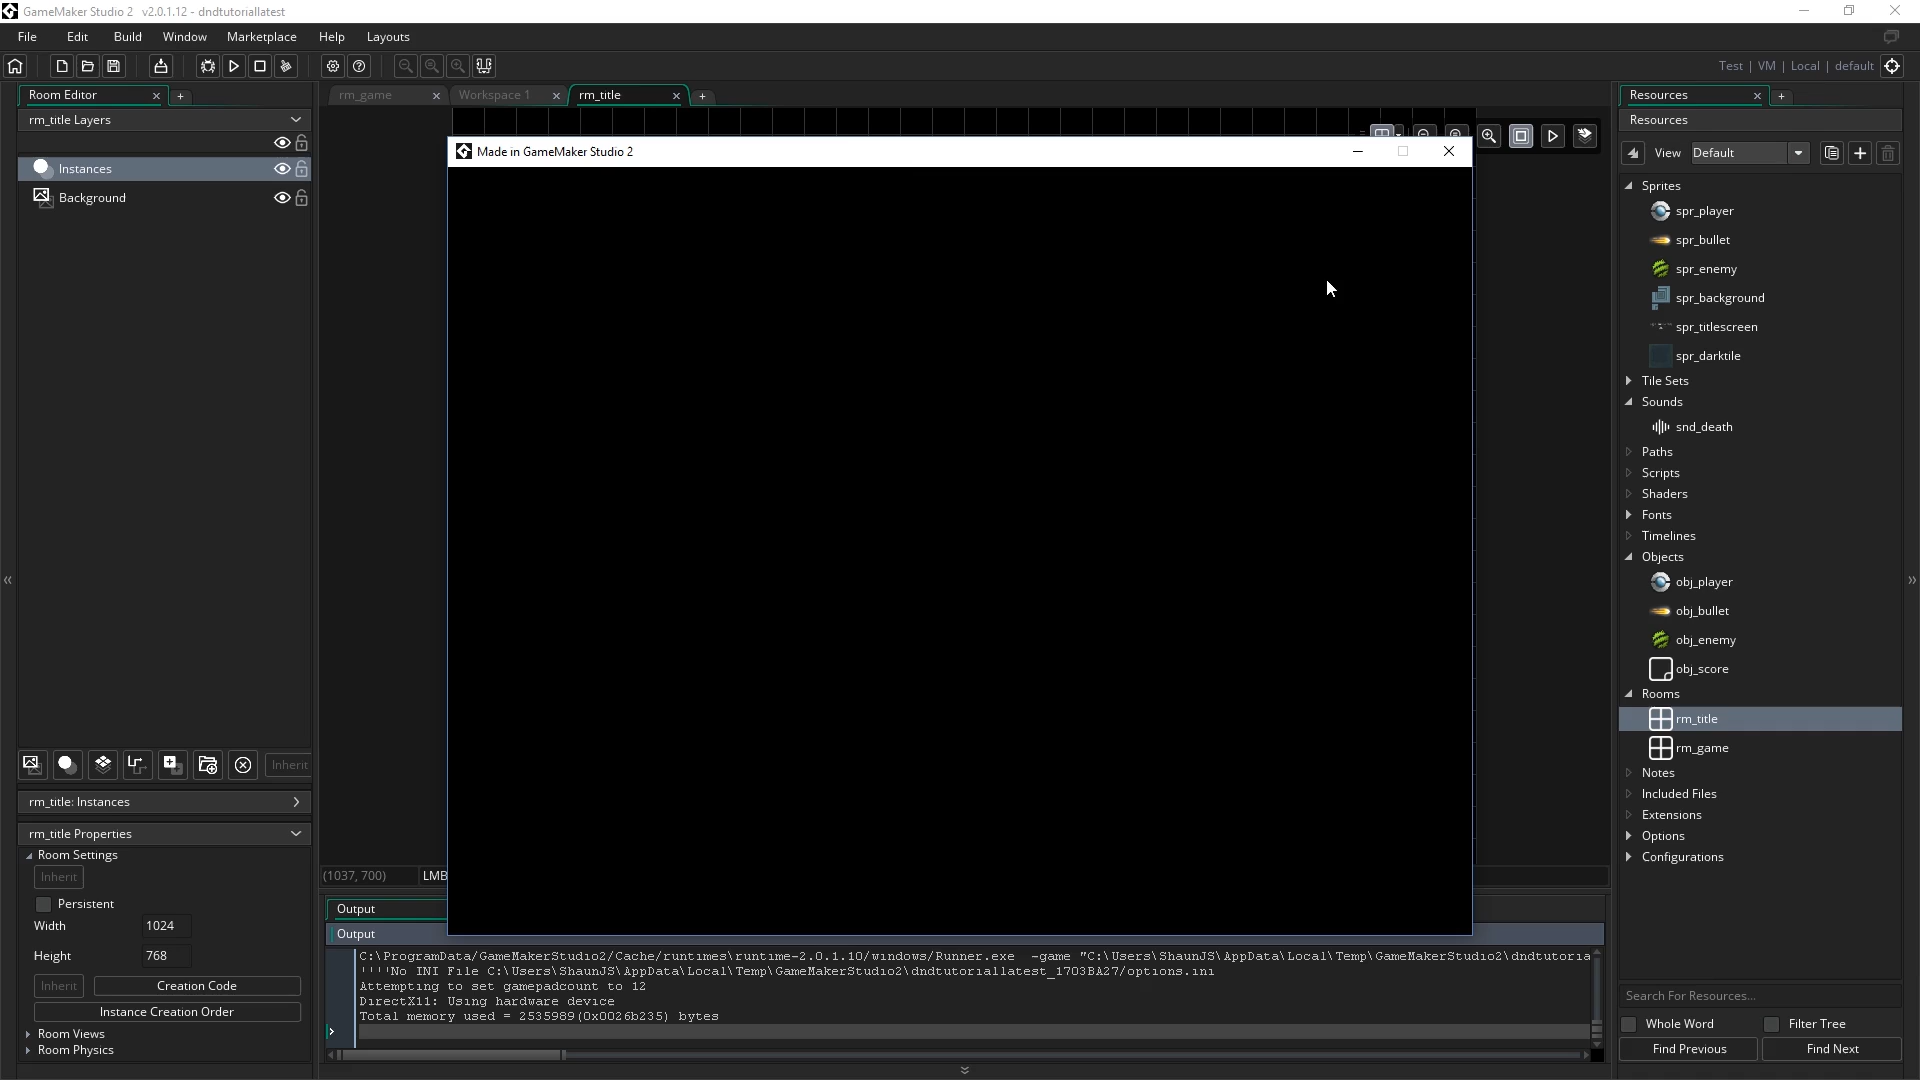 GameMaker Studio 2 v2.0.1.12 - dndtutoriallatest
File Edit Build Window Marketplace Help Layouts
Test | VM | Local | default
Room Editor
rm_game
Workspace 1
rm_title
Resources
rm_title Layers
Resources
Made in GameMaker Studio 2
View Default
Instances
Background
Sprites
spr_player
spr_bullet
spr_enemy
spr_background
spr_titlescreen
spr_darktile
Tile Sets
Sounds
snd_death
Paths
Scripts
Shaders
Fonts
Timelines
Objects
obj_player
obj_bullet
obj_enemy
obj_score
Rooms
rm_title
rm_game
Notes
Included Files
Extensions
Options
Configurations
Inherit
rm_title: Instances
rm_title Properties
Room Settings
Inherit
Persistent
Width 1024
Height 768
Inherit Creation Code
Instance Creation Order
Room Views
Room Physics
(1037, 700) LMB
Output
Output
C:\ProgramData/GameMakerStudio2/Cache/runtimes\runtime-2.0.1.10/windows/Runner.exe -game "C:\Users\ShaunJS\AppData\Local\Temp\GameMakerStudio2\dndtutoria
''''No INI File C:\Users\ShaunJS\AppData\Local\Temp\GameMakerStudio2\dndtutoriallatest_1703BA27/options.ini
Attempting to set gamepadcount to 12
DirectX11: Using hardware device
Total memory used = 2535989(0x0026b235) bytes
Search For Resources...
Whole Word Filter Tree
Find Previous Find Next